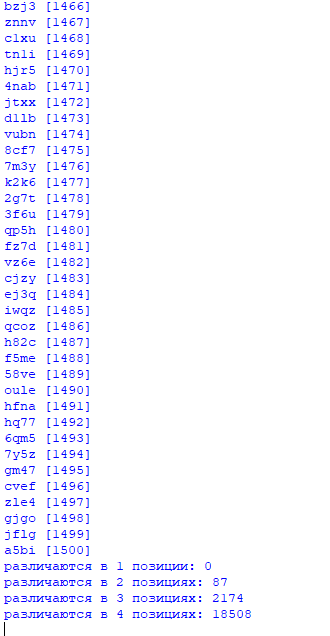 bzj3 [1466]
znnv [1467]
clxu [1468]
tnli [1469]
hjr5 [1470]
4nab [1471]
jtxx [1472]
dllb [1473]
vubn [1474]
8cf7 [1475]
7m3y [1476]
k2k6 [1477]
2g7t [1478]
3f6u [1479]
qp5h [1480]
fz7d [1481]
vz6e [1482]
cjzy [1483]
ej3q [1484]
iwqz [1485]
qcoz [1486]
h82c [1487]
f5me [1488]
58ve [1489]
oule [1490]
hfna [1491]
hq77 [1492]
6qm5 [1493]
7y5z [1494]
gm47 [1495]
cvef [1496]
zle4 [1497]
gjgo [1498]
jflg [1499]
a5bi [1500]
различаются в 1 позиции: 0
различаются в 2 позициях: 87
различаются в 3 позициях: 2174
различаются в 4 позициях: 18508